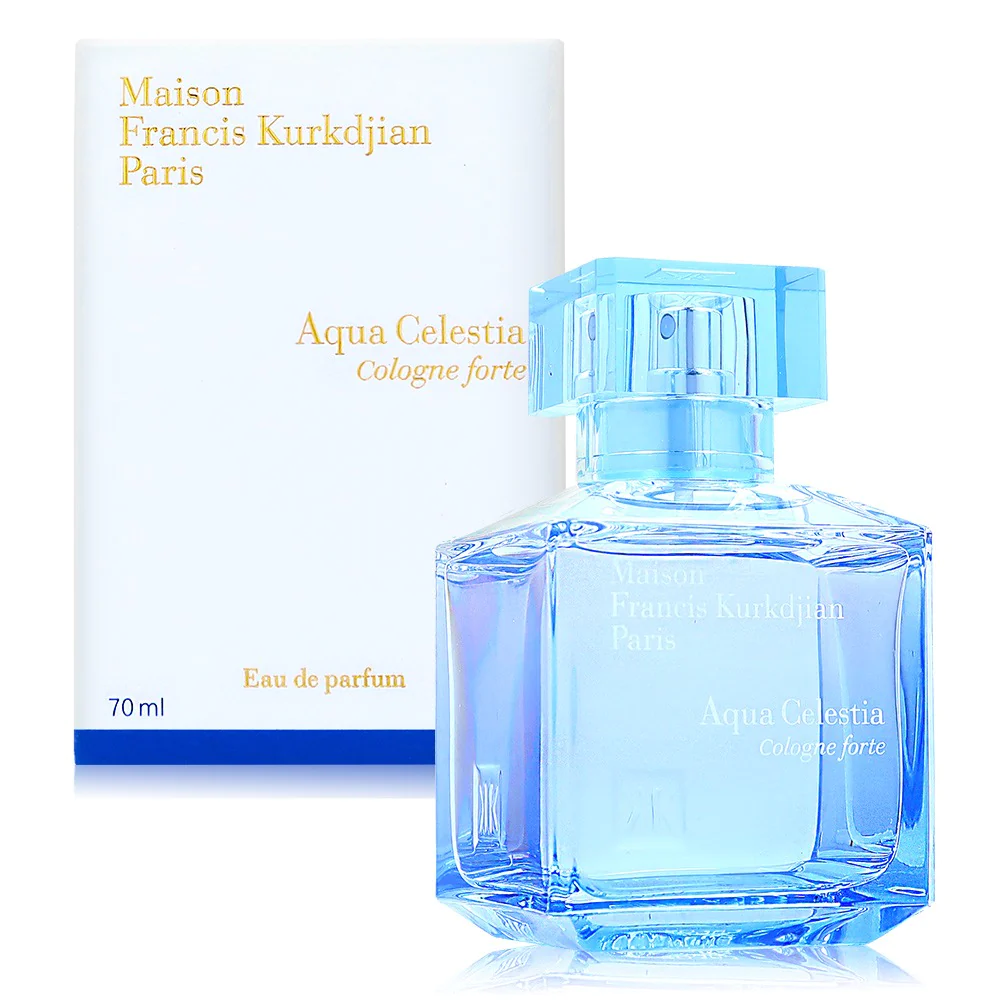 Maison
Francis Kurkdjian
Paris
Aqua Celestia
Cologne forte
Eau de parfum
70 ml
Maison
Francis Kurkdjian
Paris
Aqua Celestia
Cologne forte